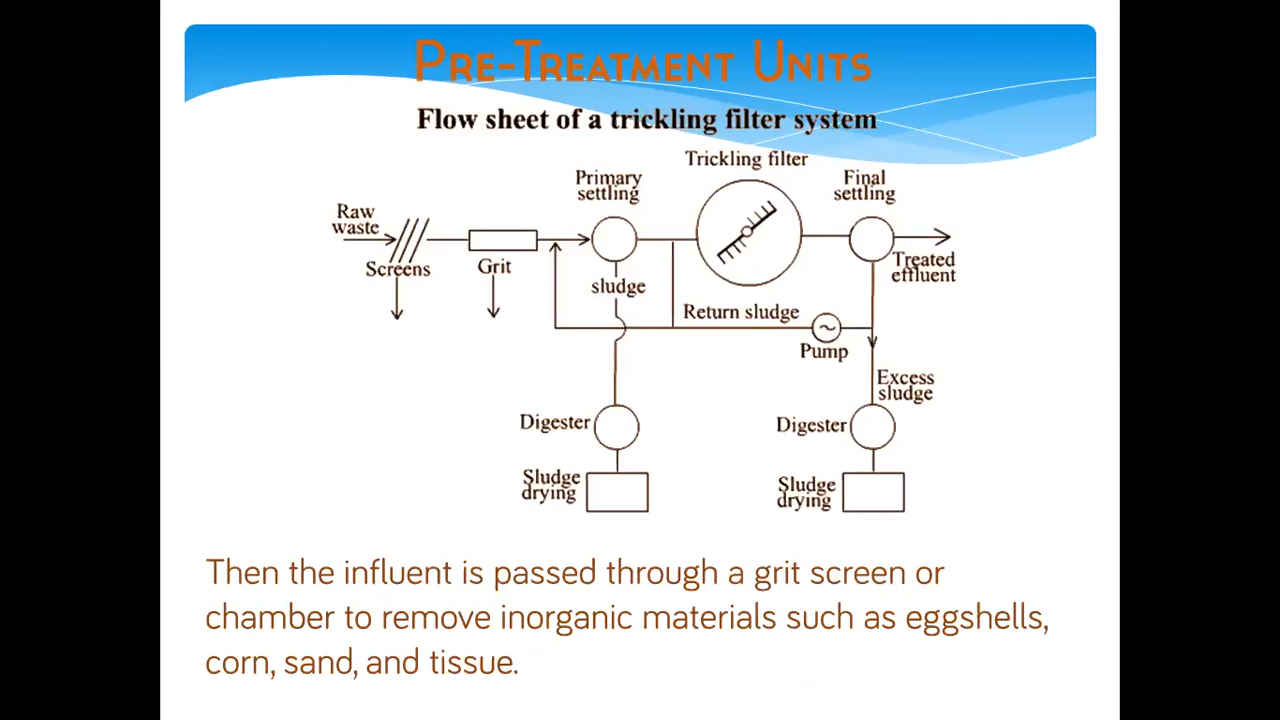 PRE-TREATMENT UNITS
Flow sheet of a trickling filter system
Trickling filter
Primary
settling
Final
settling
Raw
waste
Screens
Grit
sludge
Treated
effluent
Return sludge
Pump
Excess
sludge
Digester
Digester
Sludge
drying
Sludge
drying
Then the influent is passed through a grit screen or
chamber to remove inorganic materials such as eggshells,
corn, sand, and tissue.